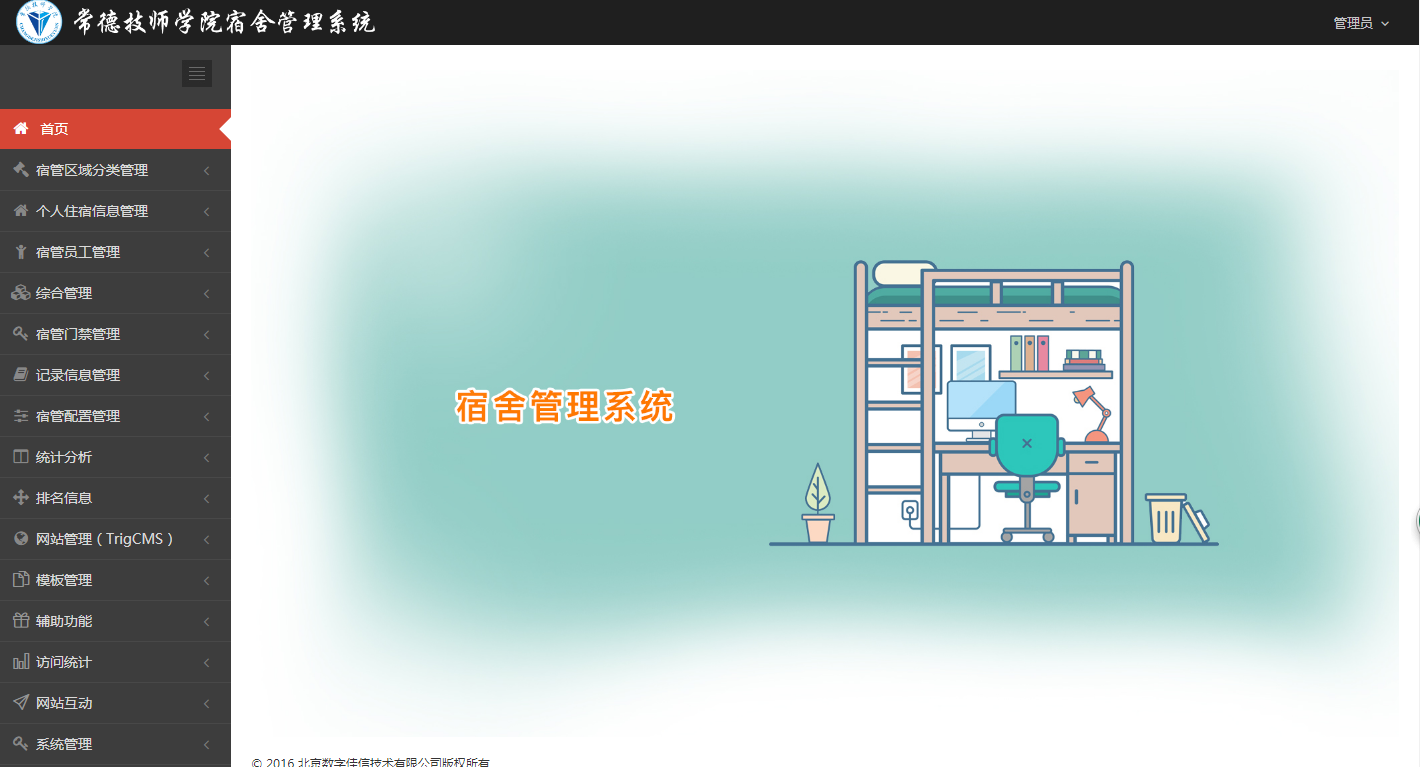 常德技师学院宿舍管理系统
管理员
首页
宿管区域分类管理
个人住宿信息管理
宿管员工管理
综合管理
宿管门禁管理
记录信息管理
宿管配置管理
统计分析
排名信息
网站管理（TrigCMS）
模板管理
辅助功能
访问统计
网站互动
系统管理
宿舍管理系统
© 2016 北京数字佳信技术有限公司版权所有